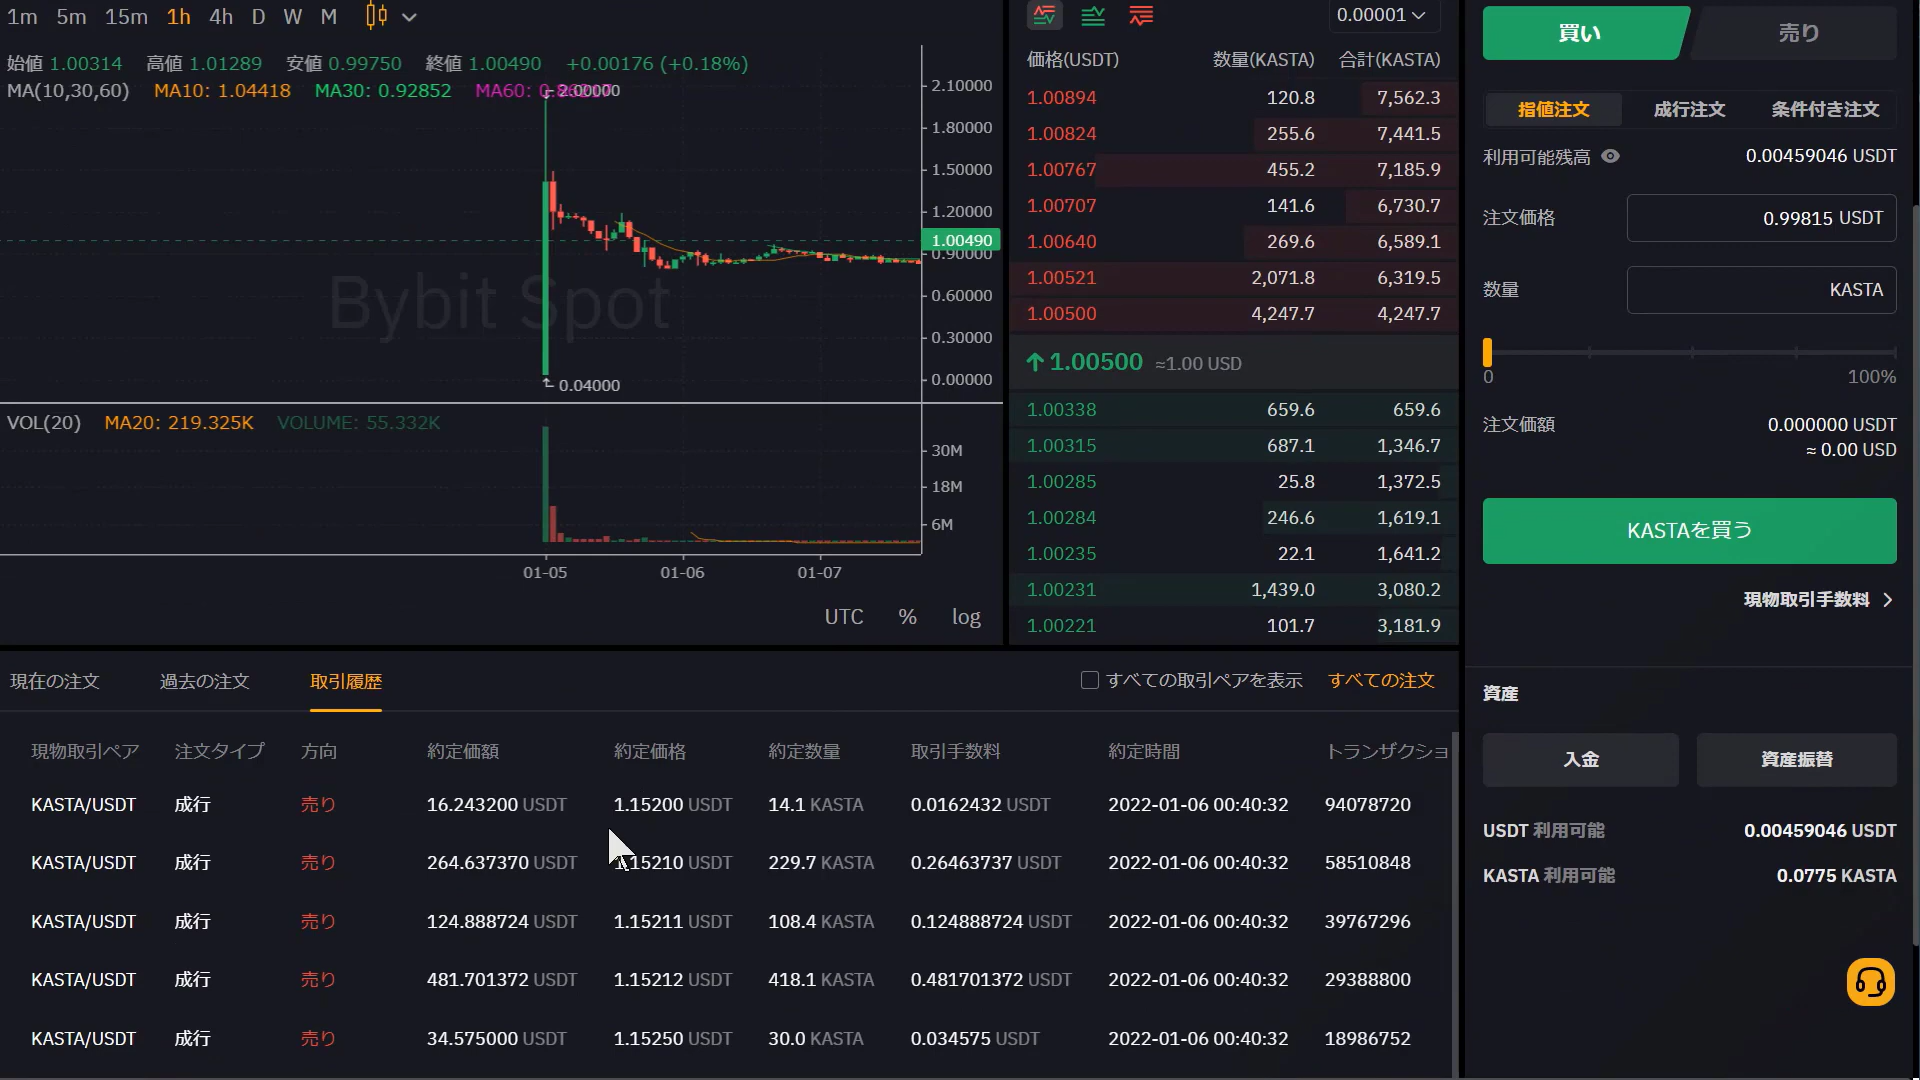 1m 5m 15m 1h 4h D W M
始値 1.00314 高値 1.01289 安値 0.99750 終値 1.00490 +0.00176 (+0.18%)
MA(10,30,60) MA10: 1.04418 MA30: 0.92852 MA60:
2.00000
2.10000
1.80000
1.50000
1.20000
1.00490
0.90000
0.60000
0.30000
0.00000
Bybit Spot
0.04000
VOL(20) MA20: 219.325K VOLUME: 55.332K
30M
18M
6M
01-05 01-06 01-07
UTC % log
0.00001
価格(USDT) 数量(KASTA) 合計(KASTA)
1.00894 120.8 7,562.3
1.00824 255.6 7,441.5
1.00767 455.2 7,185.9
1.00707 141.6 6,730.7
1.00640 269.6 6,589.1
1.00521 2,071.8 6,319.5
1.00500 4,247.7 4,247.7
1.00500 ≈1.00 USD
1.00338 659.6 659.6
1.00315 687.1 1,346.7
1.00285 25.8 1,372.5
1.00284 246.6 1,619.1
1.00235 22.1 1,641.2
1.00231 1,439.0 3,080.2
1.00221 101.7 3,181.9
買い 売り
指値注文 成行注文 条件付き注文
利用可能残高 0.00459046 USDT
注文価格 0.99815 USDT
数量 KASTA
0 100%
注文価額 0.000000 USDT
≈ 0.00 USD
KASTAを買う
現物取引手数料
資産
入金 資産振替
USDT 利用可能 0.00459046 USDT
KASTA 利用可能 0.0775 KASTA
現在の注文 過去の注文 取引履歴 すべての取引ペアを表示 すべての注文
現物取引ペア 注文タイプ 方向 約定価額 約定価格 約定数量 取引手数料 約定時間 トランザクショ
KASTA/USDT 成行 売り 16.243200 USDT 1.15200 USDT 14.1 KASTA 0.0162432 USDT 2022-01-06 00:40:32 94078720
KASTA/USDT 成行 売り 264.637370 USDT 1.15210 USDT 229.7 KASTA 0.26463737 USDT 2022-01-06 00:40:32 58510848
KASTA/USDT 成行 売り 124.888724 USDT 1.15211 USDT 108.4 KASTA 0.124888724 USDT 2022-01-06 00:40:32 39767296
KASTA/USDT 成行 売り 481.701372 USDT 1.15212 USDT 418.1 KASTA 0.481701372 USDT 2022-01-06 00:40:32 29388800
KASTA/USDT 成行 売り 34.575000 USDT 1.15250 USDT 30.0 KASTA 0.034575 USDT 2022-01-06 00:40:32 18986752